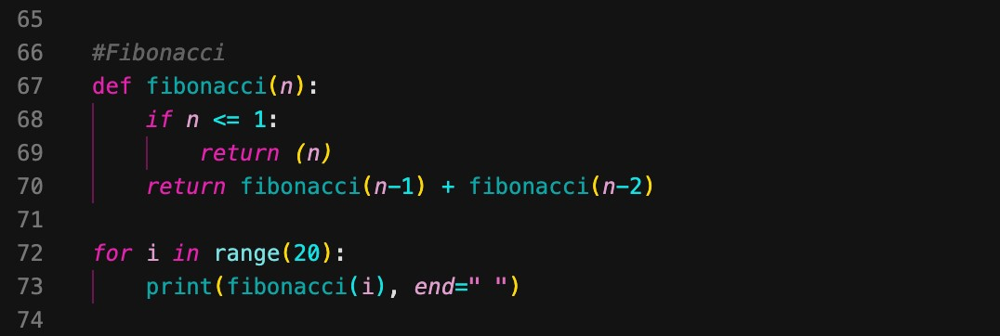 65
66 #Fibonacci
67 def fibonacci(n):
68     if n <= 1:
69         return (n)
70     return fibonacci(n-1) + fibonacci(n-2)
71
72 for i in range(20):
73     print(fibonacci(i), end=" ")
74